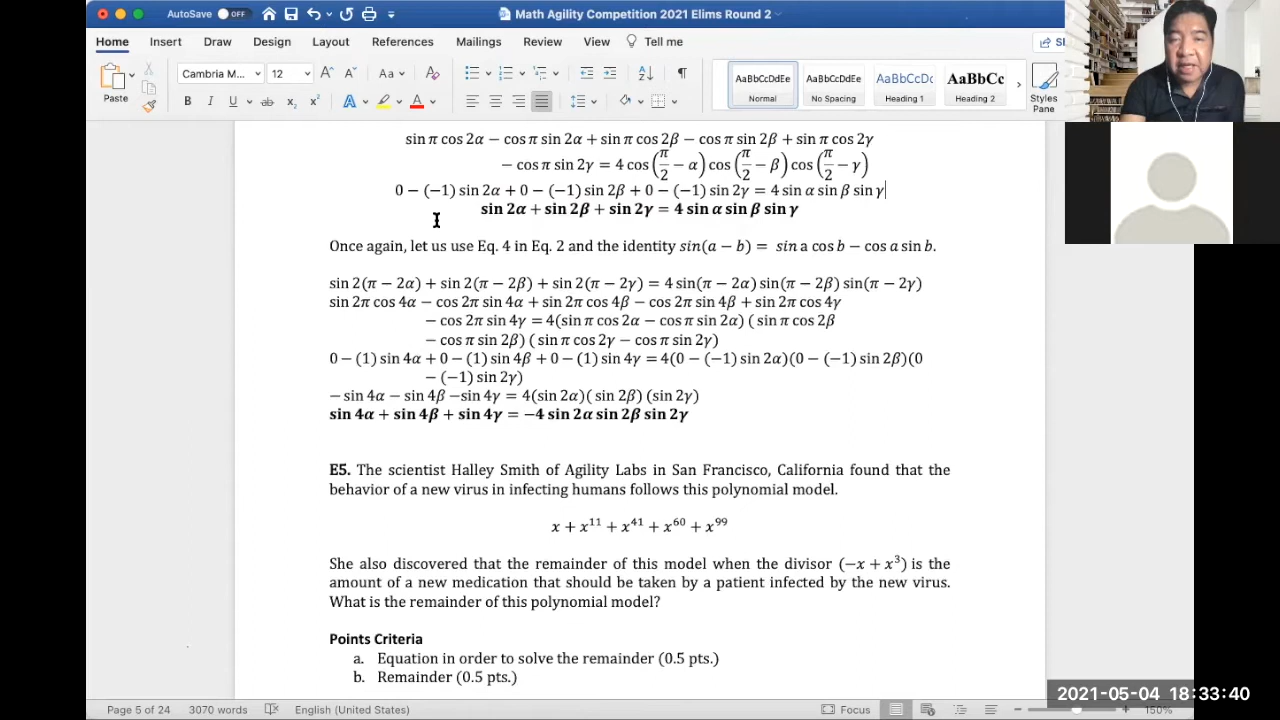 AutoSave OFF Math Agility Competition 2021 Elims Round 2
Home Insert Draw Design Layout References Mailings Review View Tell me
Paste Cambria M... 12 Aa
B I U ab x₂ x² A A
AaBbCcDdEe AaBbCcDdEe AaBbCcDc AaBbCc
Normal No Spacing Heading 1 Heading 2 Styles Pane
sin π cos 2α − cos π sin 2α + sin π cos 2β − cos π sin 2β + sin π cos 2γ
− cos π sin 2γ = 4 cos (π/2 − α) cos (π/2 − β) cos (π/2 − γ)
0 − (−1) sin 2α + 0 − (−1) sin 2β + 0 − (−1) sin 2γ = 4 sin α sin β sin γ
sin 2α + sin 2β + sin 2γ = 4 sin α sin β sin γ
Once again, let us use Eq. 4 in Eq. 2 and the identity sin(a − b) = sin a cos b − cos a sin b.
sin 2(π − 2α) + sin 2(π − 2β) + sin 2(π − 2γ) = 4 sin(π − 2α) sin(π − 2β) sin(π − 2γ)
sin 2π cos 4α − cos 2π sin 4α + sin 2π cos 4β − cos 2π sin 4β + sin 2π cos 4γ
− cos 2π sin 4γ = 4(sin π cos 2α − cos π sin 2α) ( sin π cos 2β
− cos π sin 2β) ( sin π cos 2γ − cos π sin 2γ)
0 − (1) sin 4α + 0 − (1) sin 4β + 0 − (1) sin 4γ = 4(0 − (−1) sin 2α)(0 − (−1) sin 2β)(0
− (−1) sin 2γ)
− sin 4α − sin 4β −sin 4γ = 4(sin 2α)( sin 2β) (sin 2γ)
sin 4α + sin 4β + sin 4γ = −4 sin 2α sin 2β sin 2γ
E5. The scientist Halley Smith of Agility Labs in San Francisco, California found that the
behavior of a new virus in infecting humans follows this polynomial model.
x + x¹¹ + x⁴¹ + x⁶⁰ + x⁹⁹
She also discovered that the remainder of this model when the divisor (−x + x³) is the
amount of a new medication that should be taken by a patient infected by the new virus.
What is the remainder of this polynomial model?
Points Criteria
a. Equation in order to solve the remainder (0.5 pts.)
b. Remainder (0.5 pts.)
Page 5 of 24 3070 words English (United States) Focus 150%
2021-05-04 18:33:40